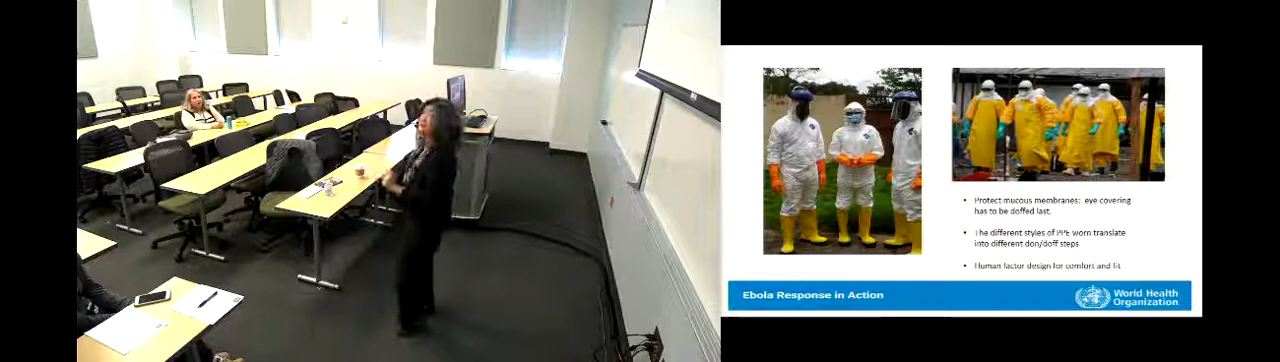 Protect mucous membranes: eye covering
has to be doffed last.
The different styles of PPE worn translate
into different don/doff steps
Human factor design for comfort and fit
Ebola Response in Action
World Health
Organization